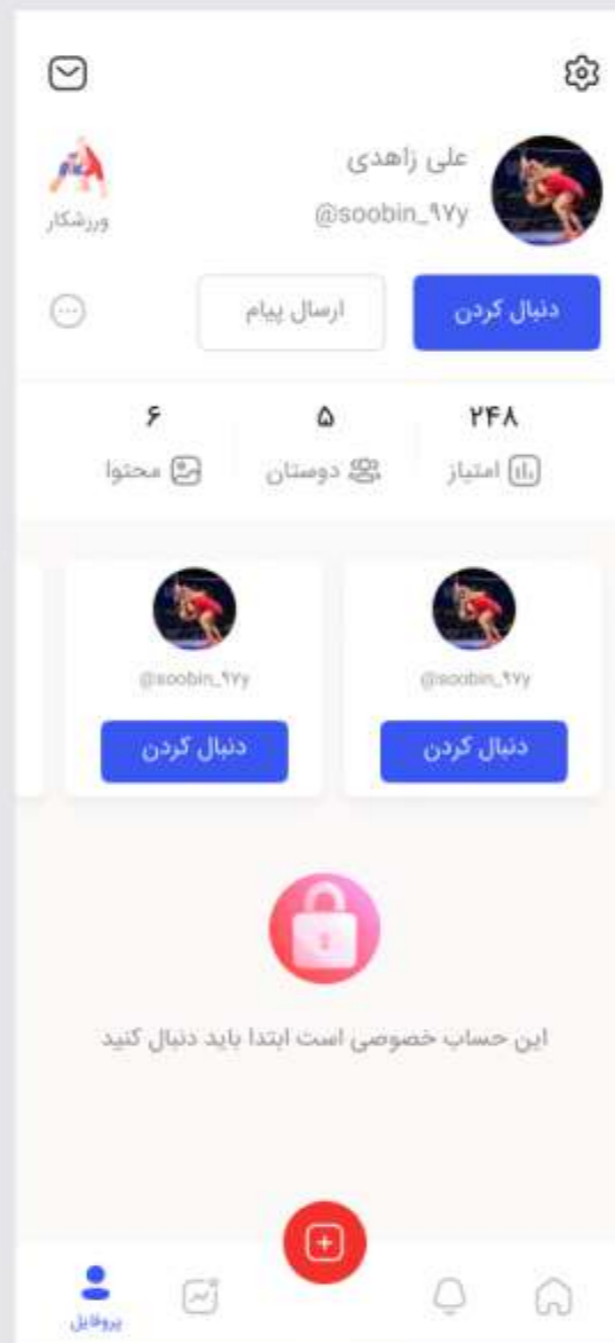 علی زاهدی
@soobin_۹۷y
ورزشکار
دنبال کردن
ارسال پیام
۲۴۸
۵
۶
امتیاز
دوستان
محتوا
@soobin_۹۷y
@soobin_۹۷y
دنبال کردن
دنبال کردن
این حساب خصوصی است ابتدا باید دنبال کنید
پروفایل